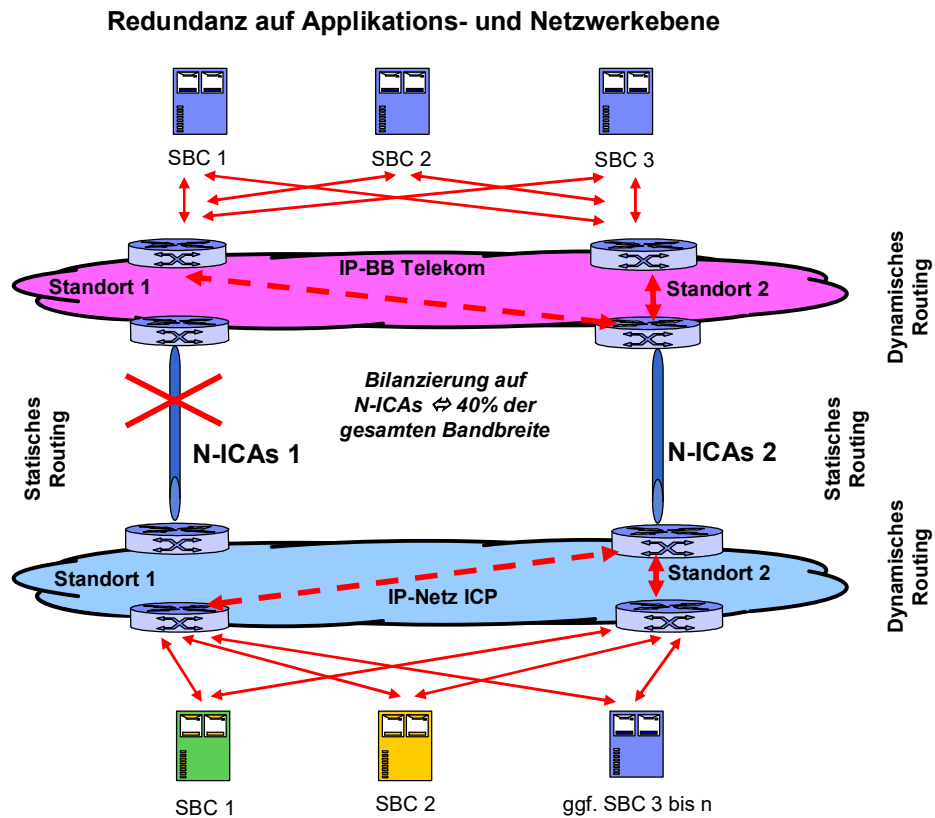 Redundanz auf Applikations- und Netzwerkebene
SBC 1
SBC 2
SBC 3
IP-BB Telekom
Standort 1
Standort 2
Dynamisches
Routing
Bilanzierung auf
N-ICAs ⇔ 40% der
gesamten Bandbreite
N-ICAs 1
N-ICAs 2
Statisches
Routing
Statisches
Routing
Standort 1
Standort 2
IP-Netz ICP
Dynamisches
Routing
SBC 1
SBC 2
ggf. SBC 3 bis n